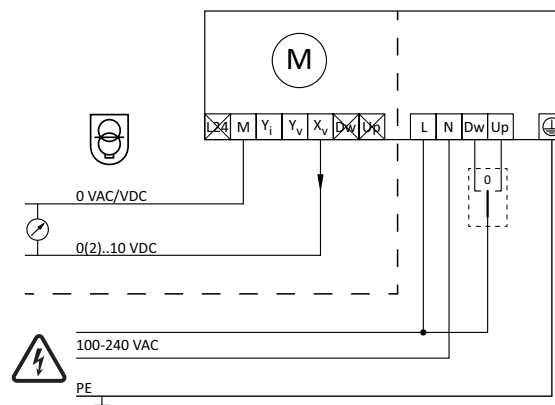 M
L24 M Yi Yv Xv Dw Up L N Dw Up
0
0 VAC/VDC
0(2)..10 VDC
100-240 VAC
PE